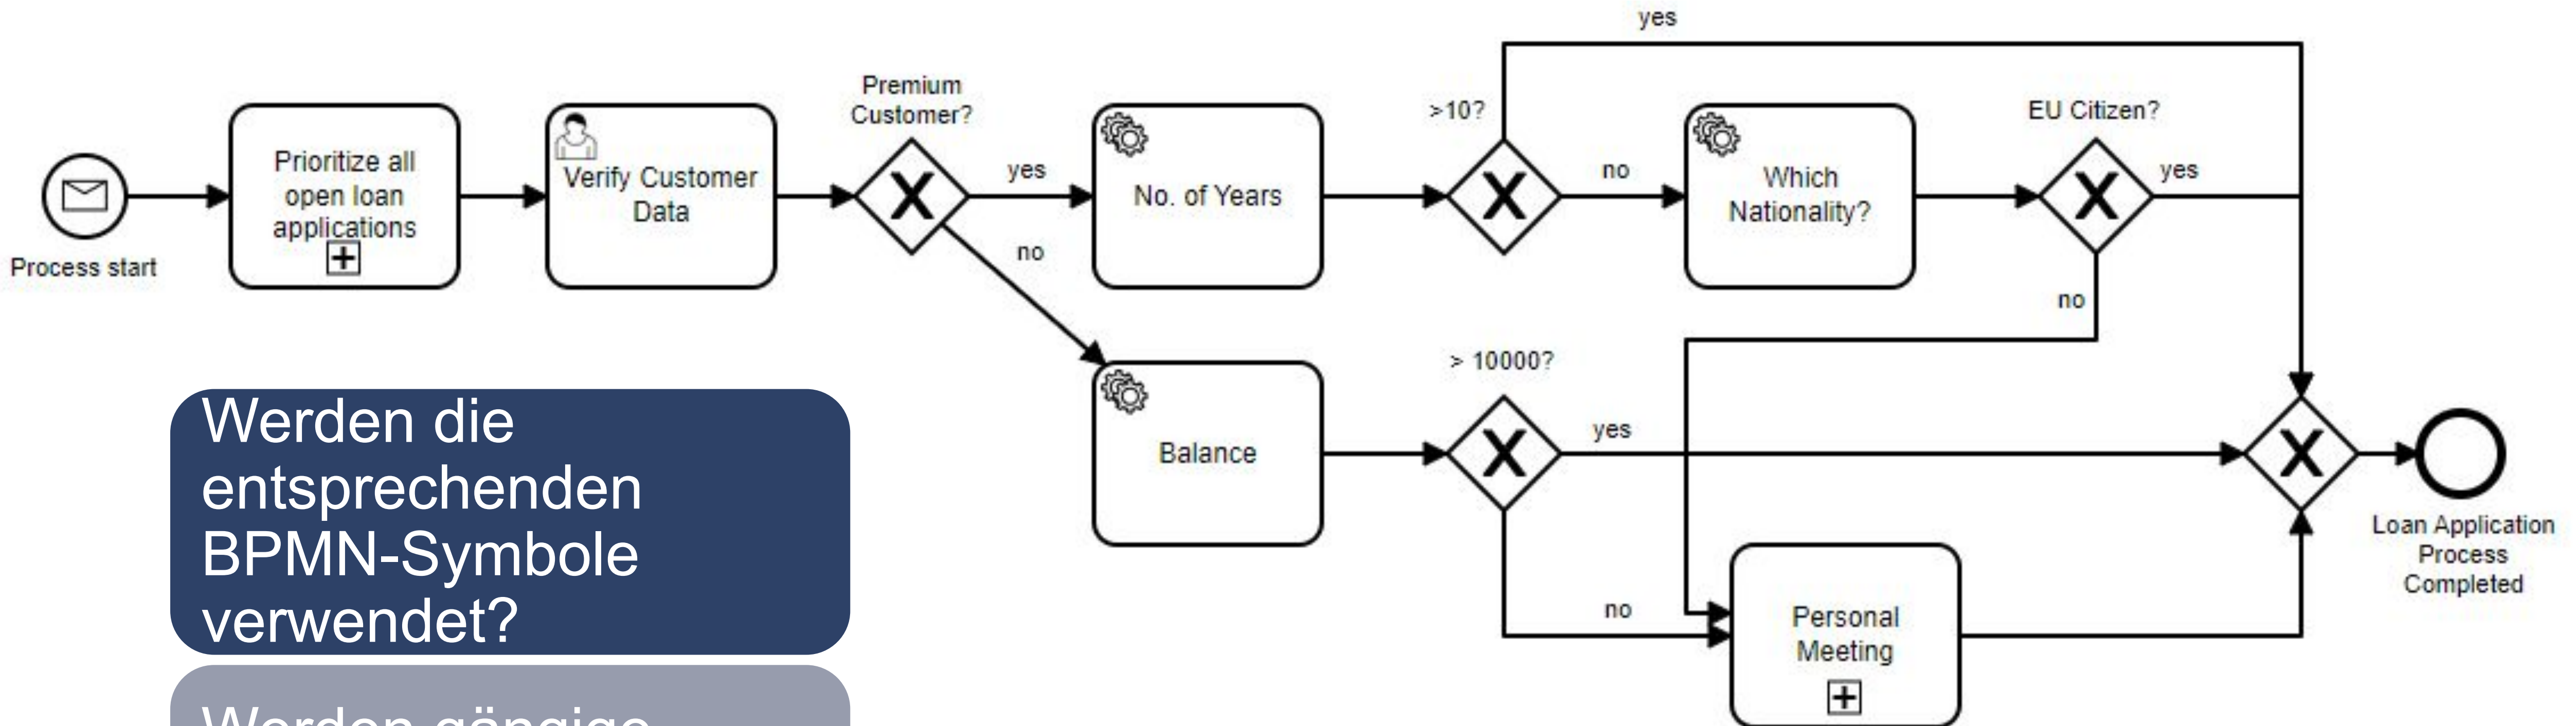 yes
Premium
Customer?
>10?
EU Citizen?
Prioritize all
open loan
applications
Verify Customer
Data
yes
No. of Years
no
Which
Nationality?
yes
Process start
no
no
> 10000?
Balance
yes
Loan Application
Process
Completed
no
Personal
Meeting
Werden die
entsprechenden
BPMN-Symbole
verwendet?
Werden gängige